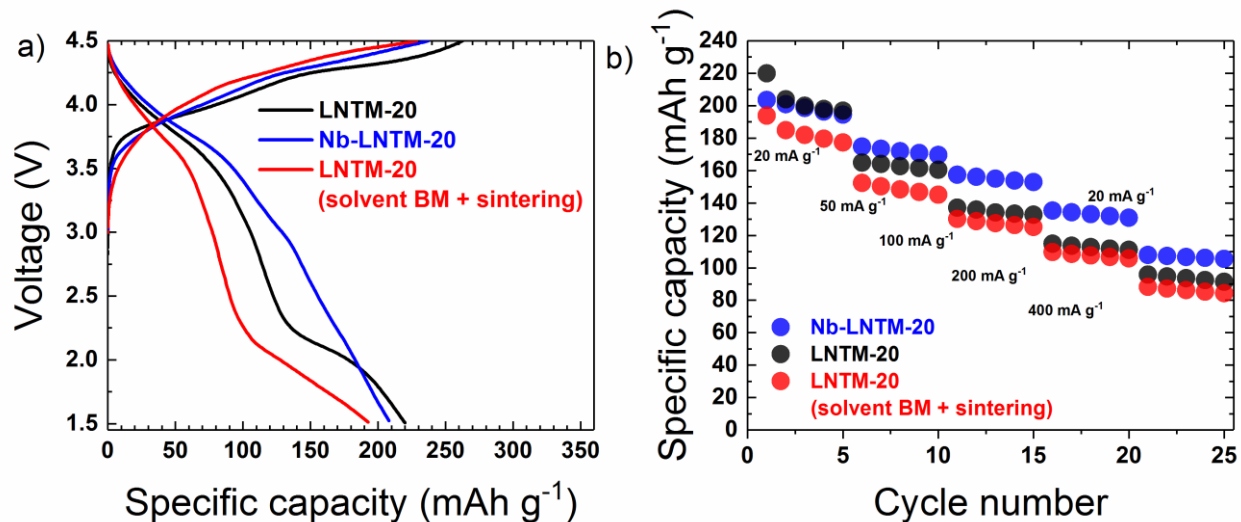 a)
4.5
4.0
3.5
3.0
2.5
2.0
1.5
Voltage (V)
LNTM-20
Nb-LNTM-20
LNTM-20
(solvent BM + sintering)
0 50 100 150 200 250 300 350
Specific capacity (mAh g-1)
b)
240
220
200
180
160
140
120
100
80
60
40
20
0
Specific capacity (mAh g-1)
20 mA g-1
50 mA g-1
100 mA g-1
200 mA g-1
400 mA g-1
20 mA g-1
Nb-LNTM-20
LNTM-20
LNTM-20
(solvent BM + sintering)
0 5 10 15 20 25
Cycle number